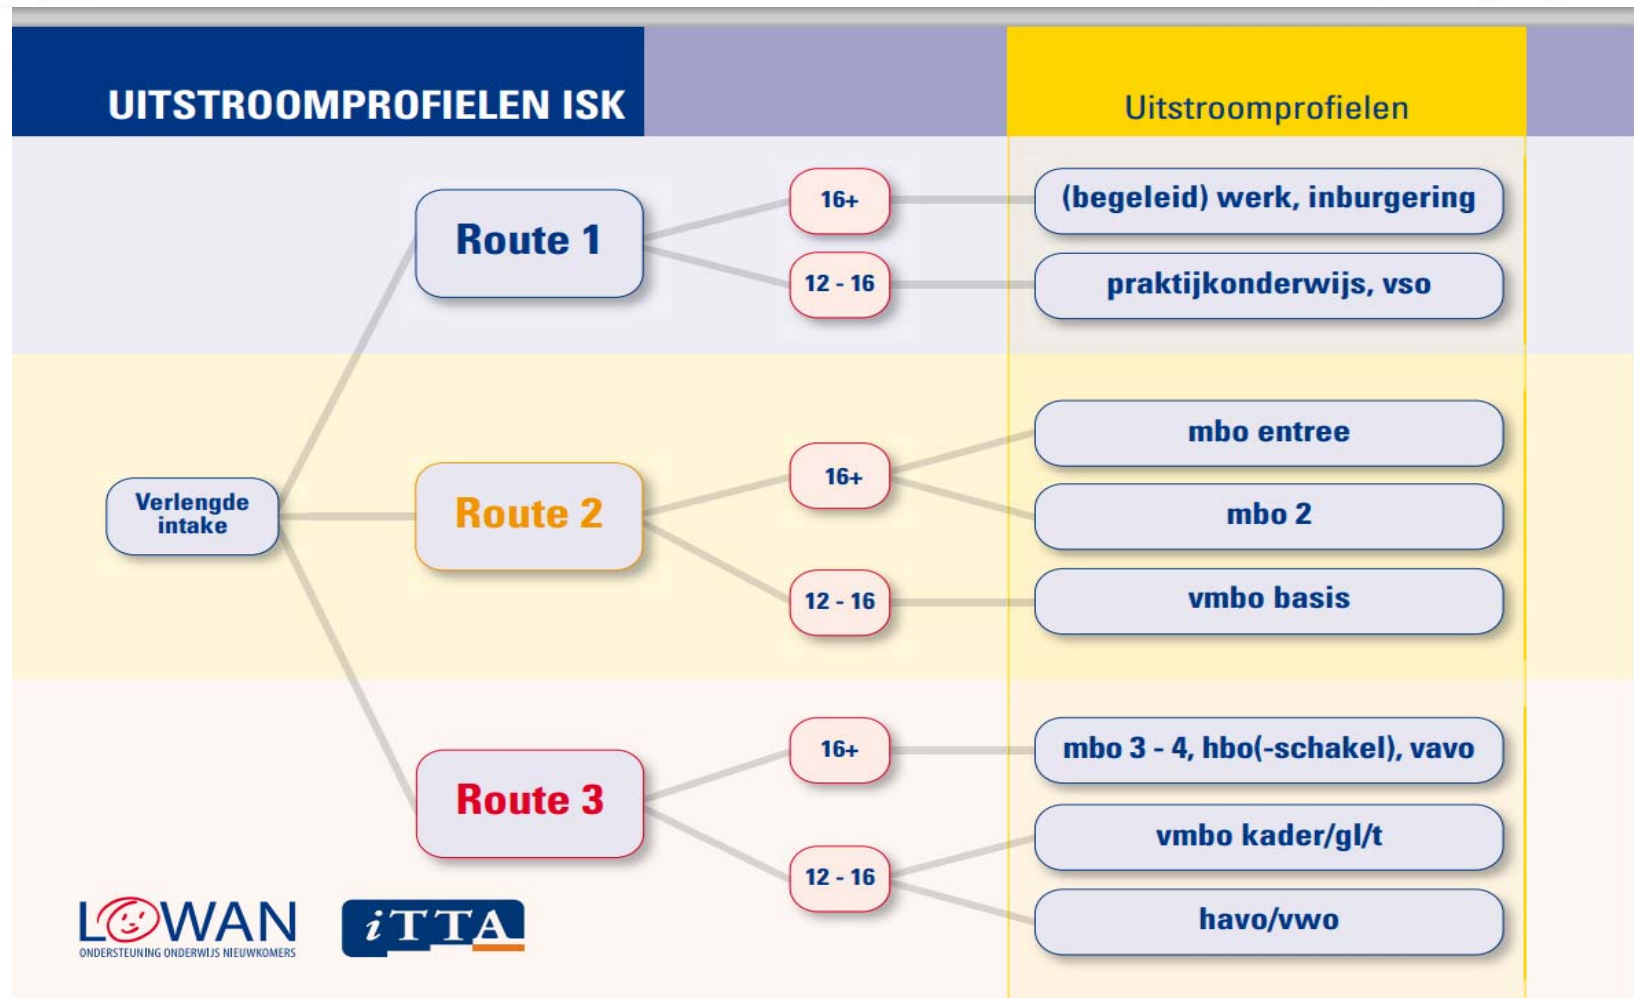 UITSTROOMPROFIELEN ISK
Uitstroomprofielen
Verlengde
intake
Route 1
16+
(begeleid) werk, inburgering
12 - 16
praktijkonderwijs, vso
Route 2
16+
mbo entree
mbo 2
12 - 16
vmbo basis
Route 3
16+
mbo 3 - 4, hbo(-schakel), vavo
12 - 16
vmbo kader/gl/t
havo/vwo
LOWAN
ONDERSTEUNING ONDERWIJS NIEUWKOMERS
iTTA